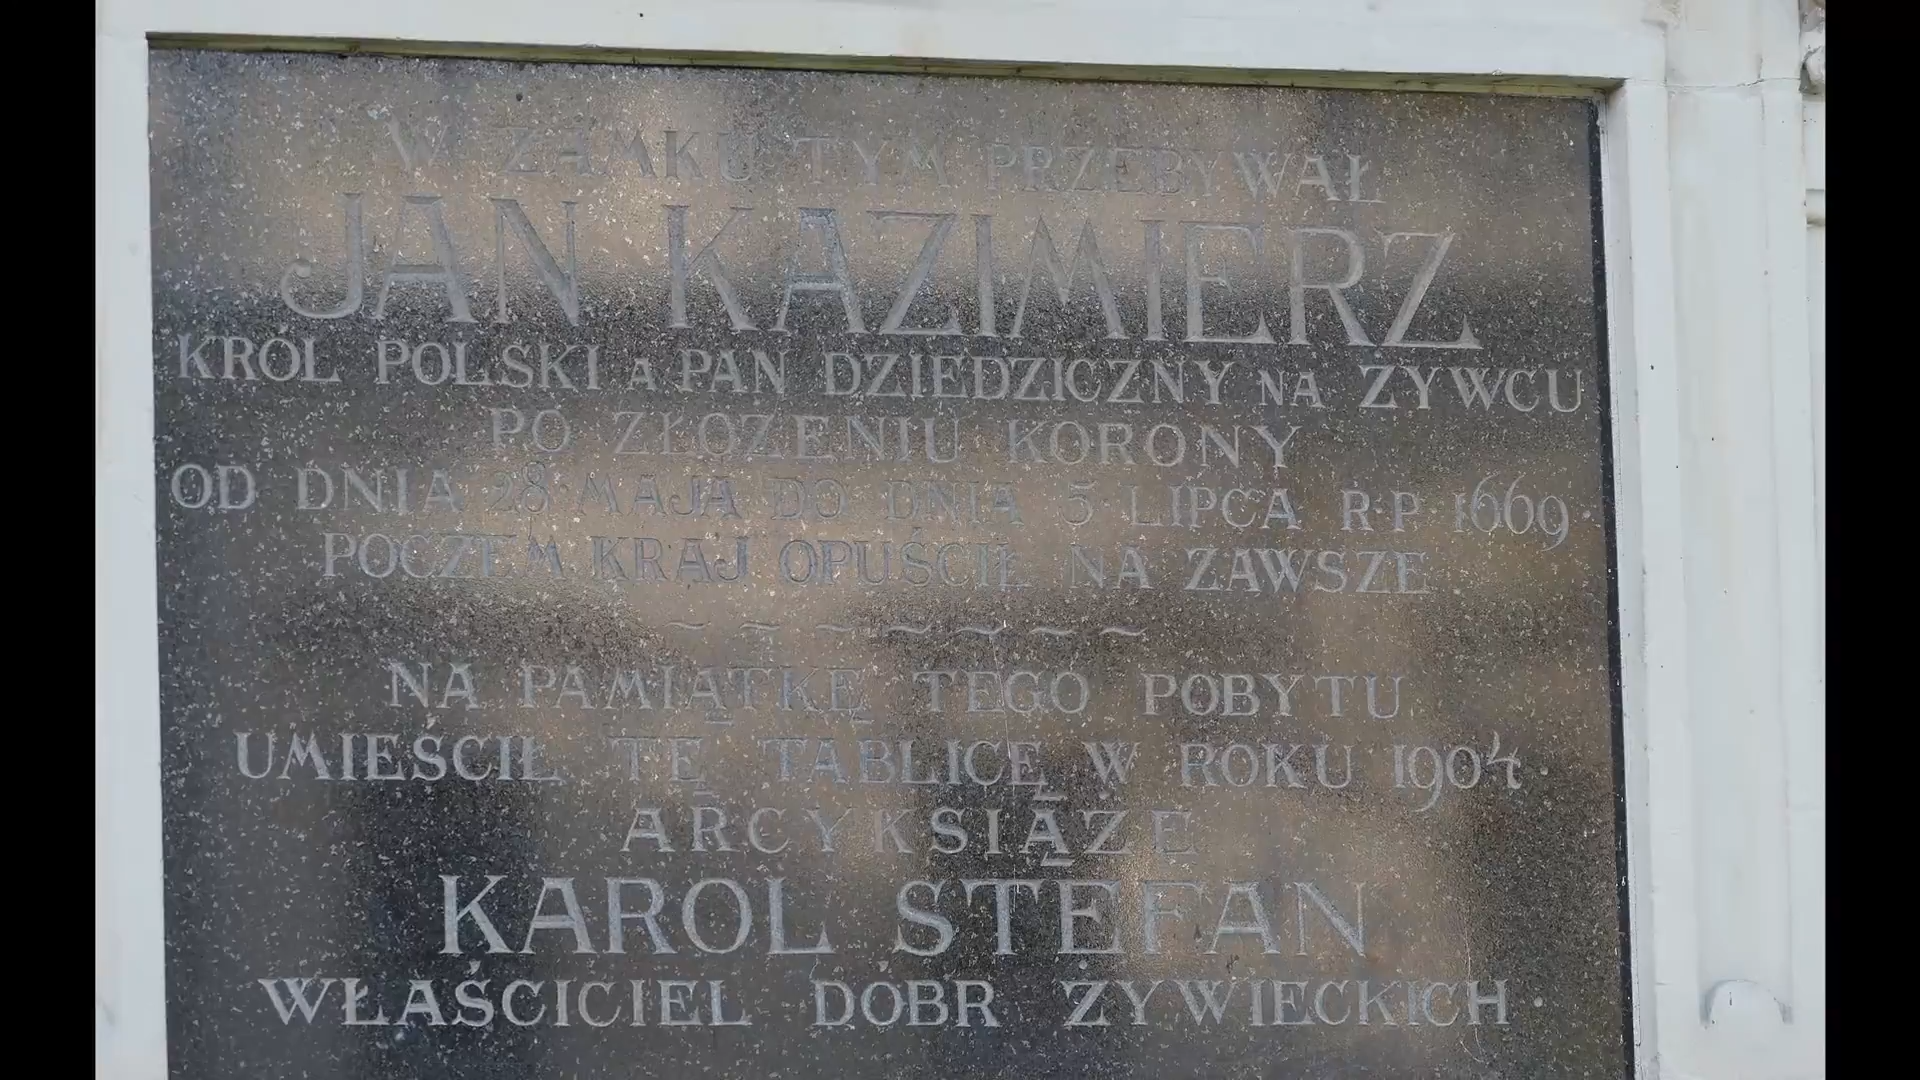 W ZAMKU TYM PRZEBYWAŁ
JAN KAZIMIERZ
KRÓL POLSKI A PAN DZIEDZICZNY NA ŻYWCU
PO ZŁOŻENIU KORONY
OD DNIA 28 MAJA DO DNIA 5 LIPCA R·P 1669·
POCZEM KRAJ OPUŚCIŁ NA ZAWSZE
~ ~ ~ ~ ~ ~ ~
NA PAMIĄTKĘ TEGO POBYTU
UMIEŚCIŁ TĘ TABLICĘ W ROKU 1904·
ARCYKSIĄŻĘ
KAROL STEFAN
WŁAŚCICIEL DÓBR ŻYWIECKICH·